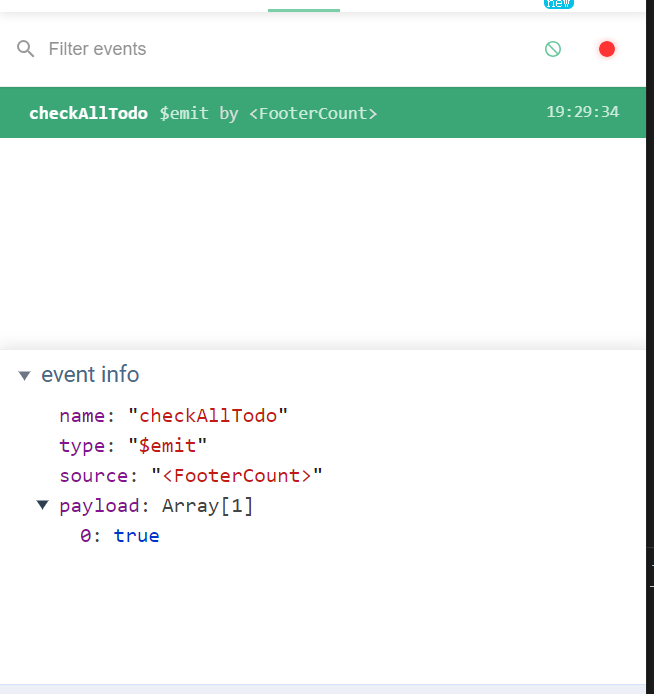 new
Filter events
checkAllTodo $emit by <FooterCount> 19:29:34
event info
name: "checkAllTodo"
type: "$emit"
source: "<FooterCount>"
payload: Array[1]
0: true